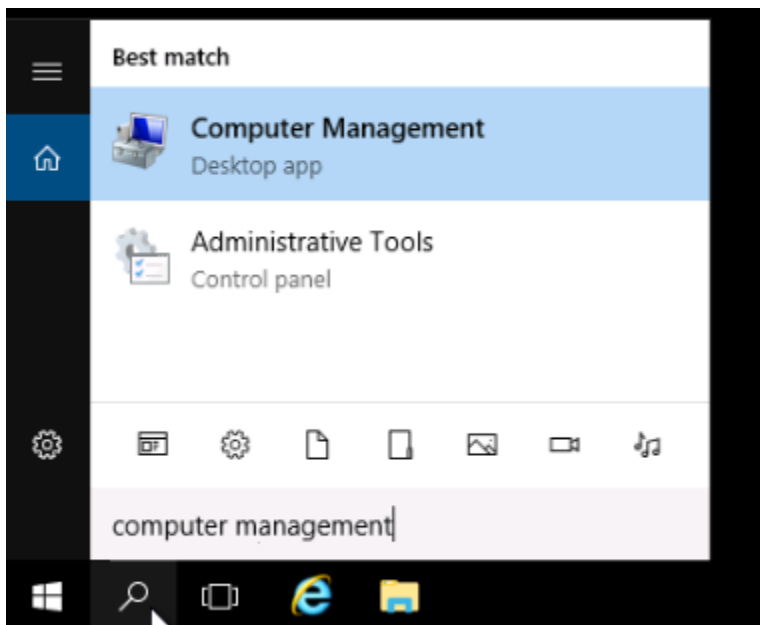 Best match
Computer Management
Desktop app
Administrative Tools
Control panel
computer management